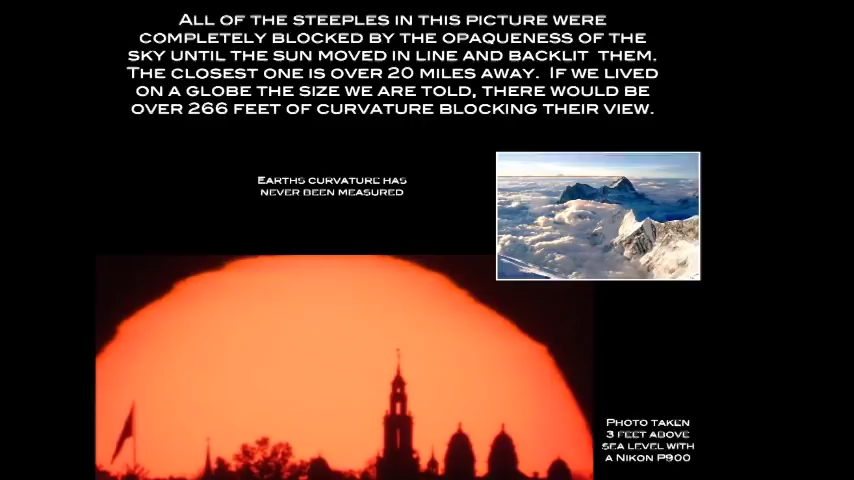 ALL OF THE STEEPLES IN THIS PICTURE WERE
COMPLETELY BLOCKED BY THE OPAQUENESS OF THE
SKY UNTIL THE SUN MOVED IN LINE AND BACKLIT THEM.
THE CLOSEST ONE IS OVER 20 MILES AWAY. IF WE LIVED
ON A GLOBE THE SIZE WE ARE TOLD, THERE WOULD BE
OVER 266 FEET OF CURVATURE BLOCKING THEIR VIEW.
EARTHS CURVATURE HAS
NEVER BEEN MEASURED
PHOTO TAKEN
3 FEET ABOVE
SEA LEVEL WITH
A NIKON P900